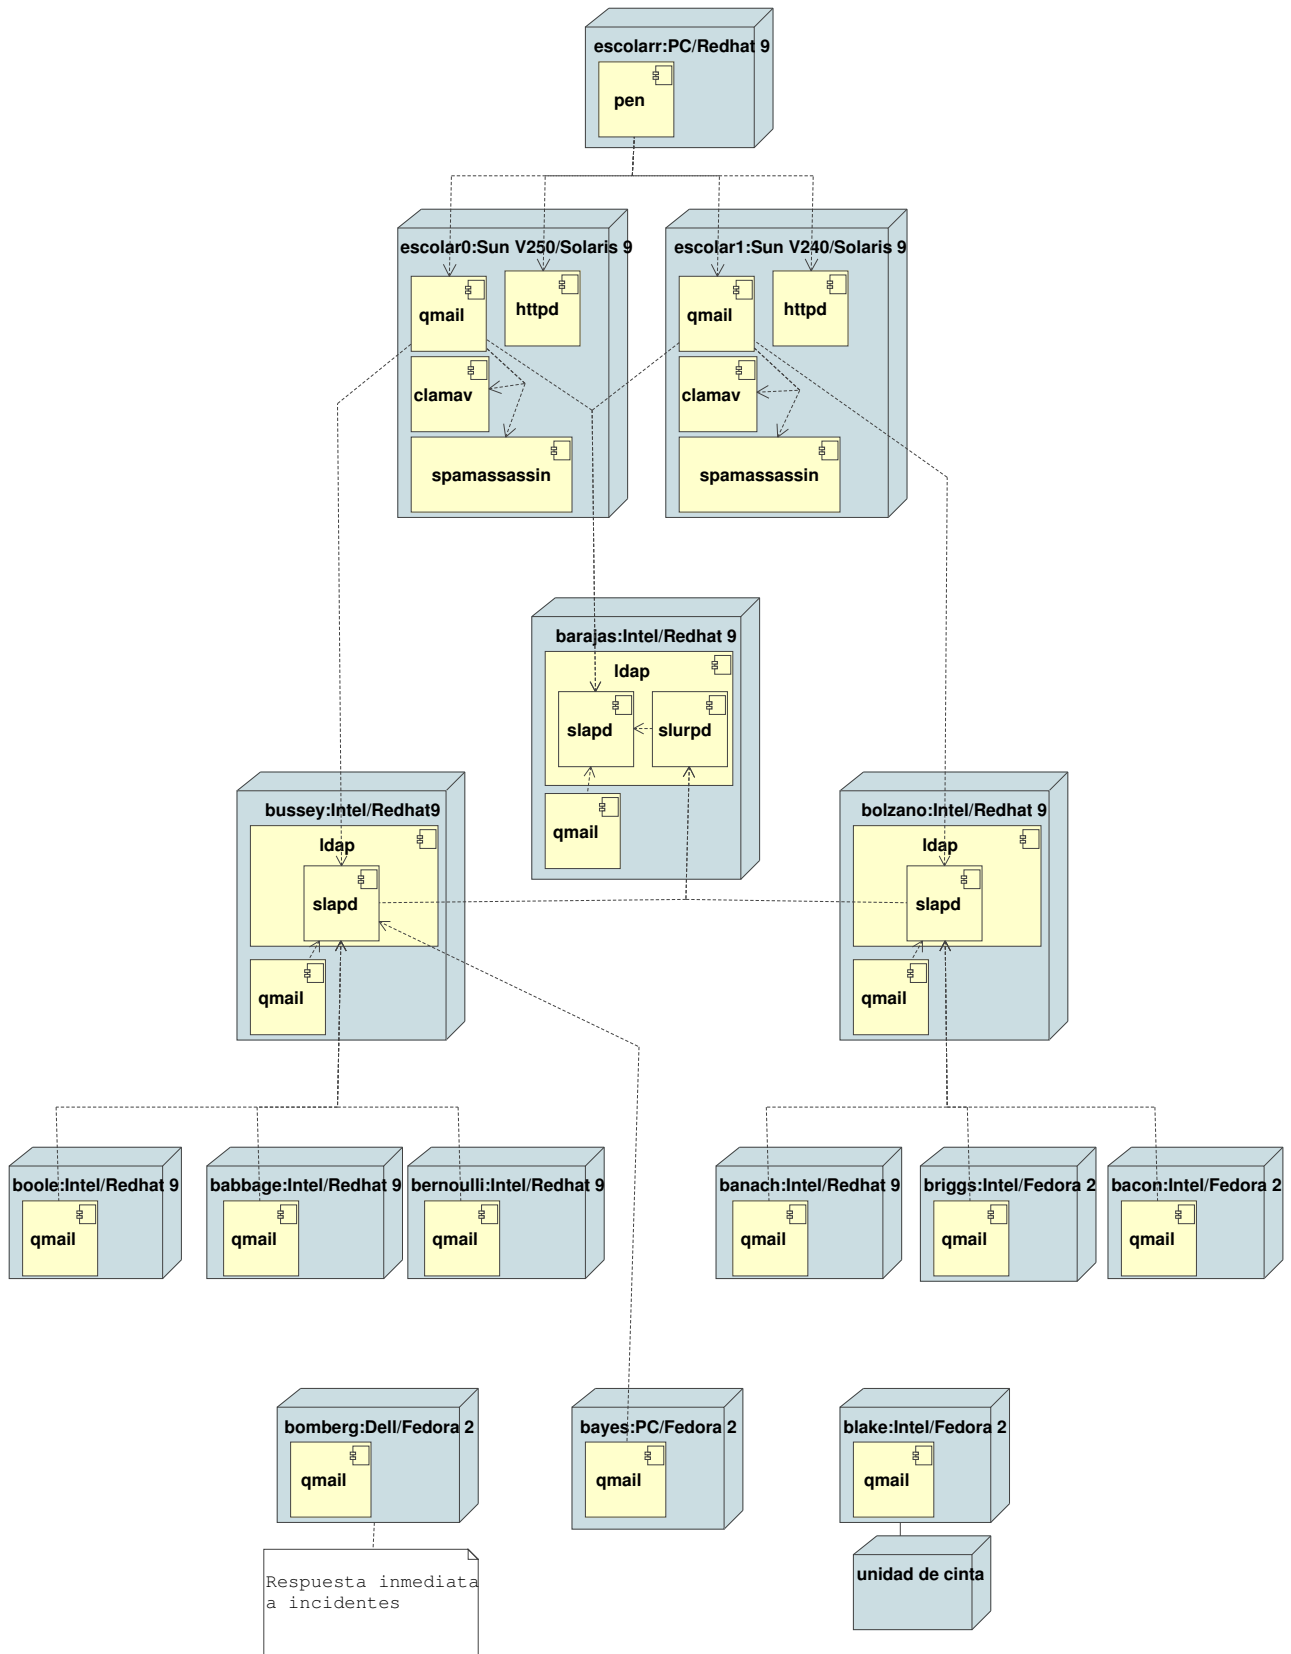 escolarr:PC/Redhat 9
pen
escolar0:Sun V250/Solaris 9
escolar1:Sun V240/Solaris 9
qmail
httpd
qmail
httpd
clamav
clamav
spamassassin
spamassassin
barajas:Intel/Redhat 9
ldap
slapd
slurpd
qmail
bussey:Intel/Redhat9
ldap
slapd
qmail
bolzano:Intel/Redhat 9
ldap
slapd
qmail
boole:Intel/Redhat 9
babbage:Intel/Redhat 9
bernoulli:Intel/Redhat 9
banach:Intel/Redhat 9
briggs:Intel/Fedora 2
bacon:Intel/Fedora 2
qmail
qmail
qmail
qmail
qmail
qmail
bomberg:Dell/Fedora 2
bayes:PC/Fedora 2
blake:Intel/Fedora 2
qmail
qmail
qmail
unidad de cinta
Respuesta inmediata
a incidentes